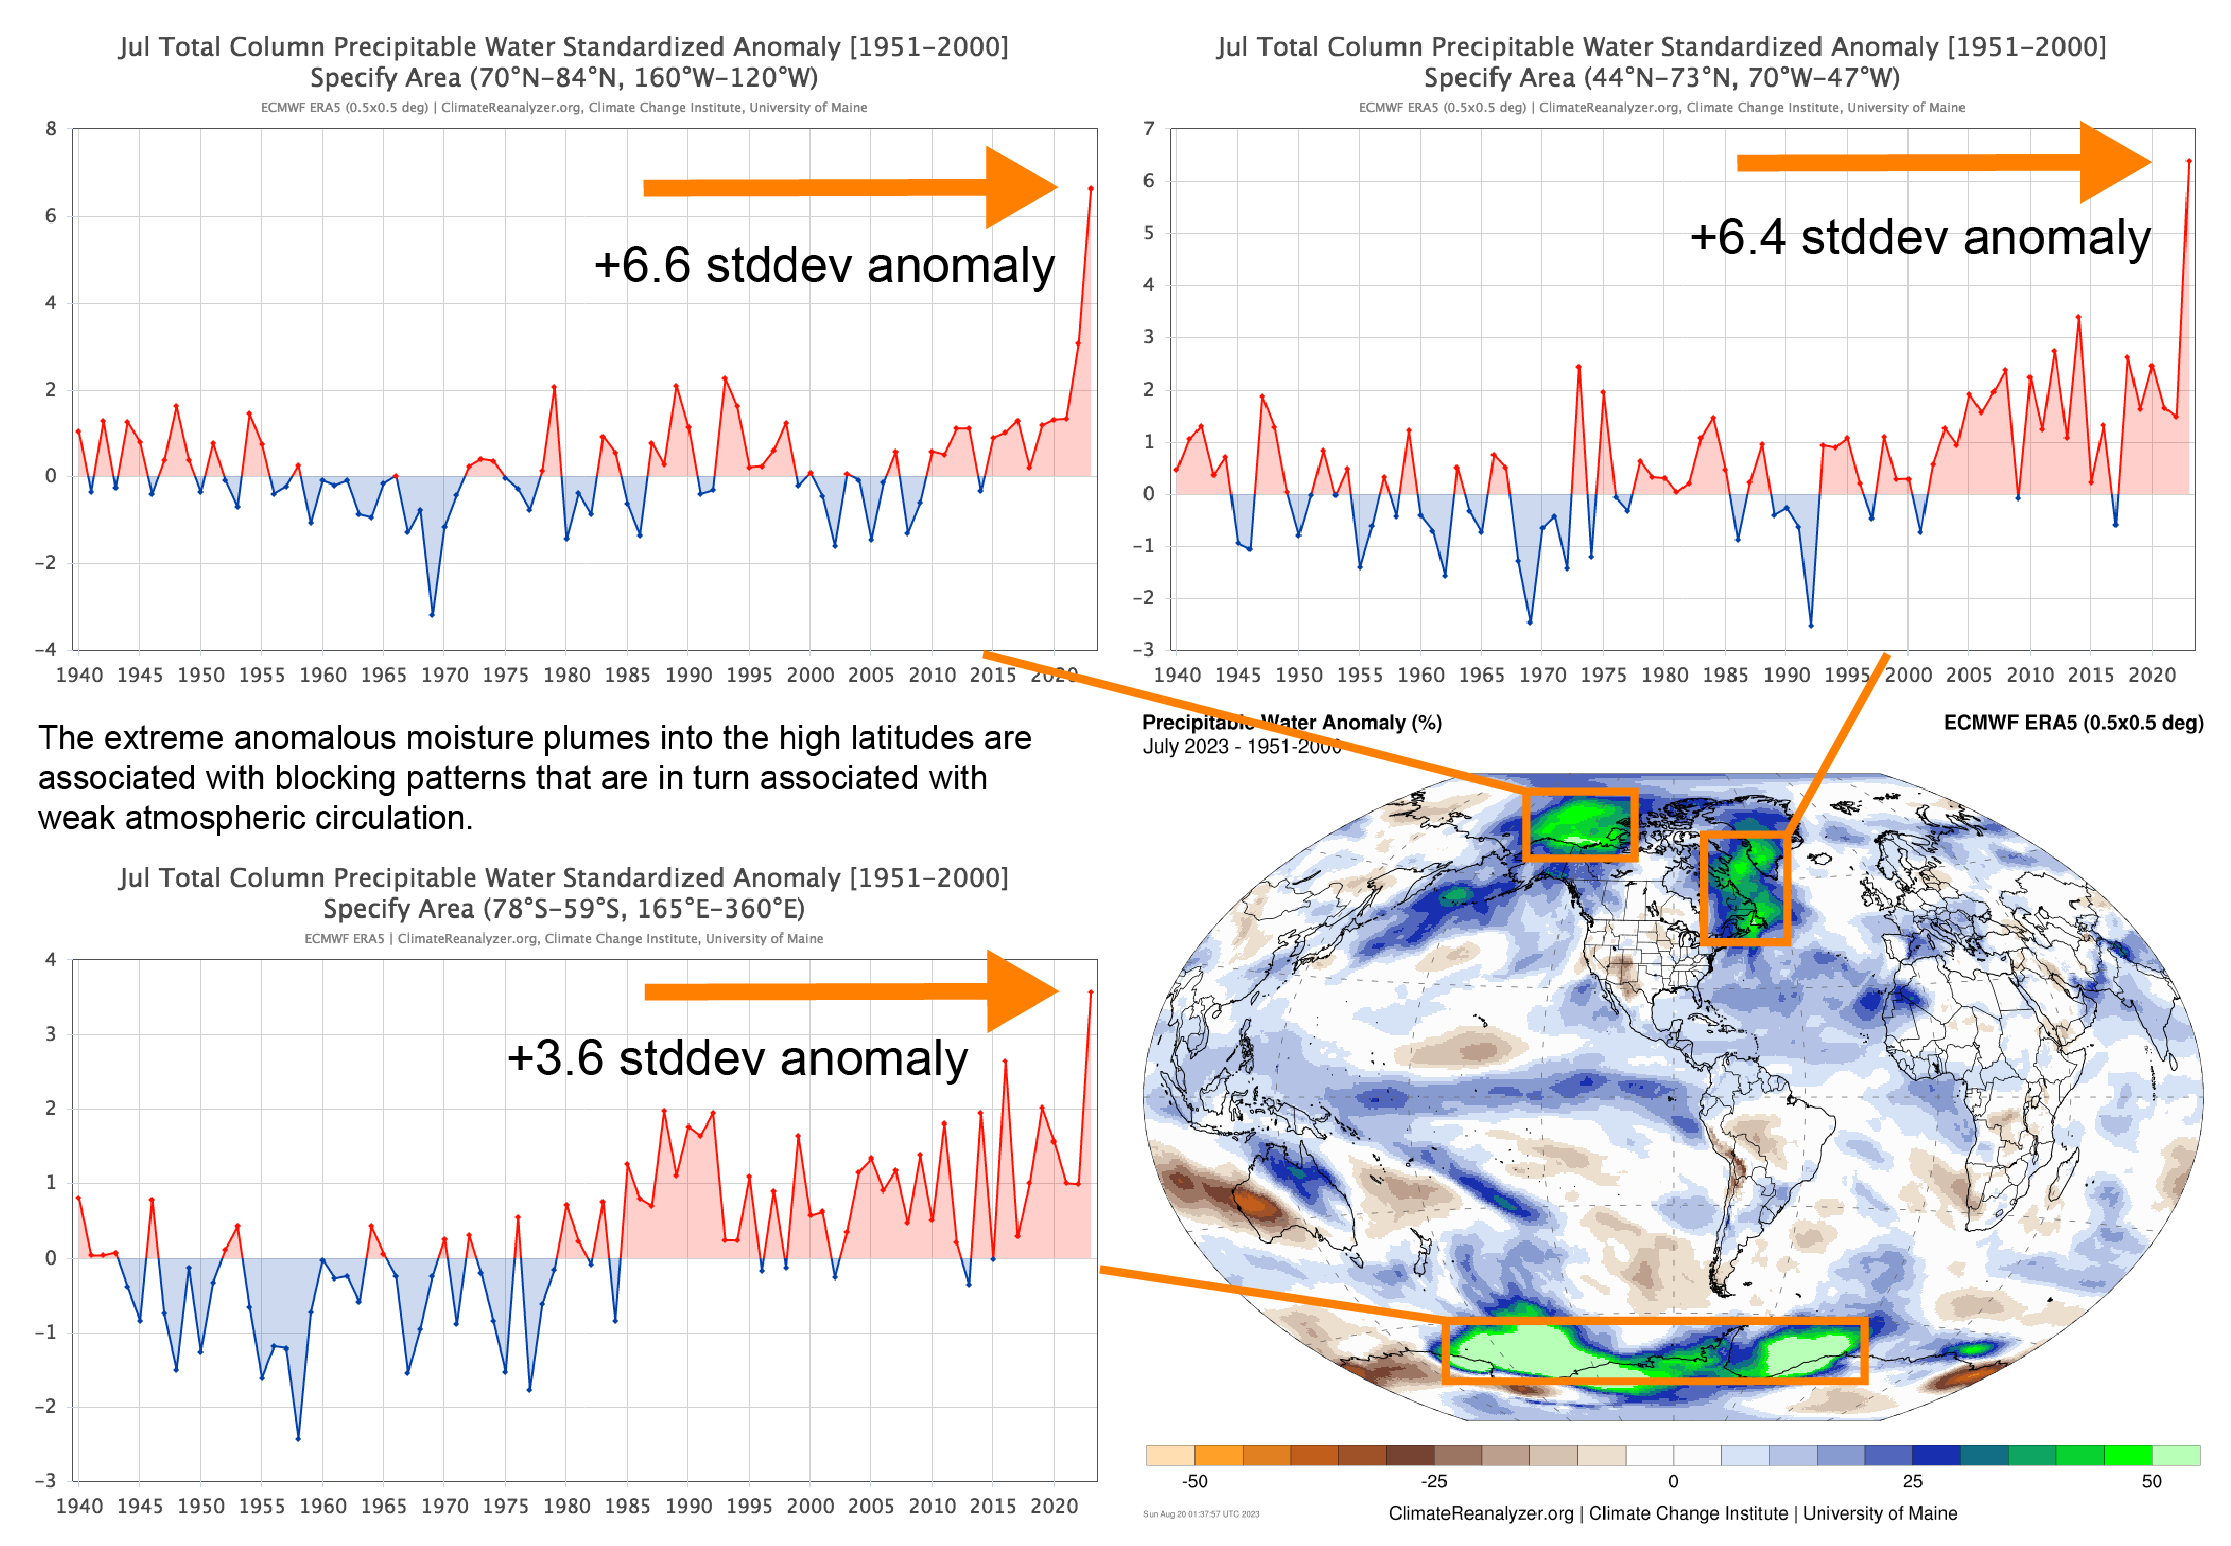 Jul Total Column Precipitable Water Standardized Anomaly [1951-2000]
Specify Area (70°N-84°N, 160°W-120°W)
ECMWF ERA5 (0.5x0.5 deg) | ClimateReanalyzer.org, Climate Change Institute, University of Maine
8
6
4
2
0
-2
-4
+6.6 stddev anomaly
1940 1945 1950 1955 1960 1965 1970 1975 1980 1985 1990 1995 2000 2005 2010 2015 2020
Jul Total Column Precipitable Water Standardized Anomaly [1951-2000]
Specify Area (44°N-73°N, 70°W-47°W)
ECMWF ERA5 (0.5x0.5 deg) | ClimateReanalyzer.org, Climate Change Institute, University of Maine
7
6
5
4
3
2
1
0
-1
-2
-3
+6.4 stddev anomaly
1940 1945 1950 1955 1960 1965 1970 1975 1980 1985 1990 1995 2000 2005 2010 2015 2020
The extreme anomalous moisture plumes into the high latitudes are
associated with blocking patterns that are in turn associated with
weak atmospheric circulation.
Jul Total Column Precipitable Water Standardized Anomaly [1951-2000]
Specify Area (78°S-59°S, 165°E-360°E)
ECMWF ERA5 | ClimateReanalyzer.org, Climate Change Institute, University of Maine
4
3
2
1
0
-1
-2
-3
+3.6 stddev anomaly
1940 1945 1950 1955 1960 1965 1970 1975 1980 1985 1990 1995 2000 2005 2010 2015 2020
Precipitable Water Anomaly (%)
ECMWF ERA5 (0.5x0.5 deg)
July 2023 - 1951-2000
-50 -25 0 25 50
Sun Aug 20 01:37:57 UTC 2023
ClimateReanalyzer.org | Climate Change Institute | University of Maine